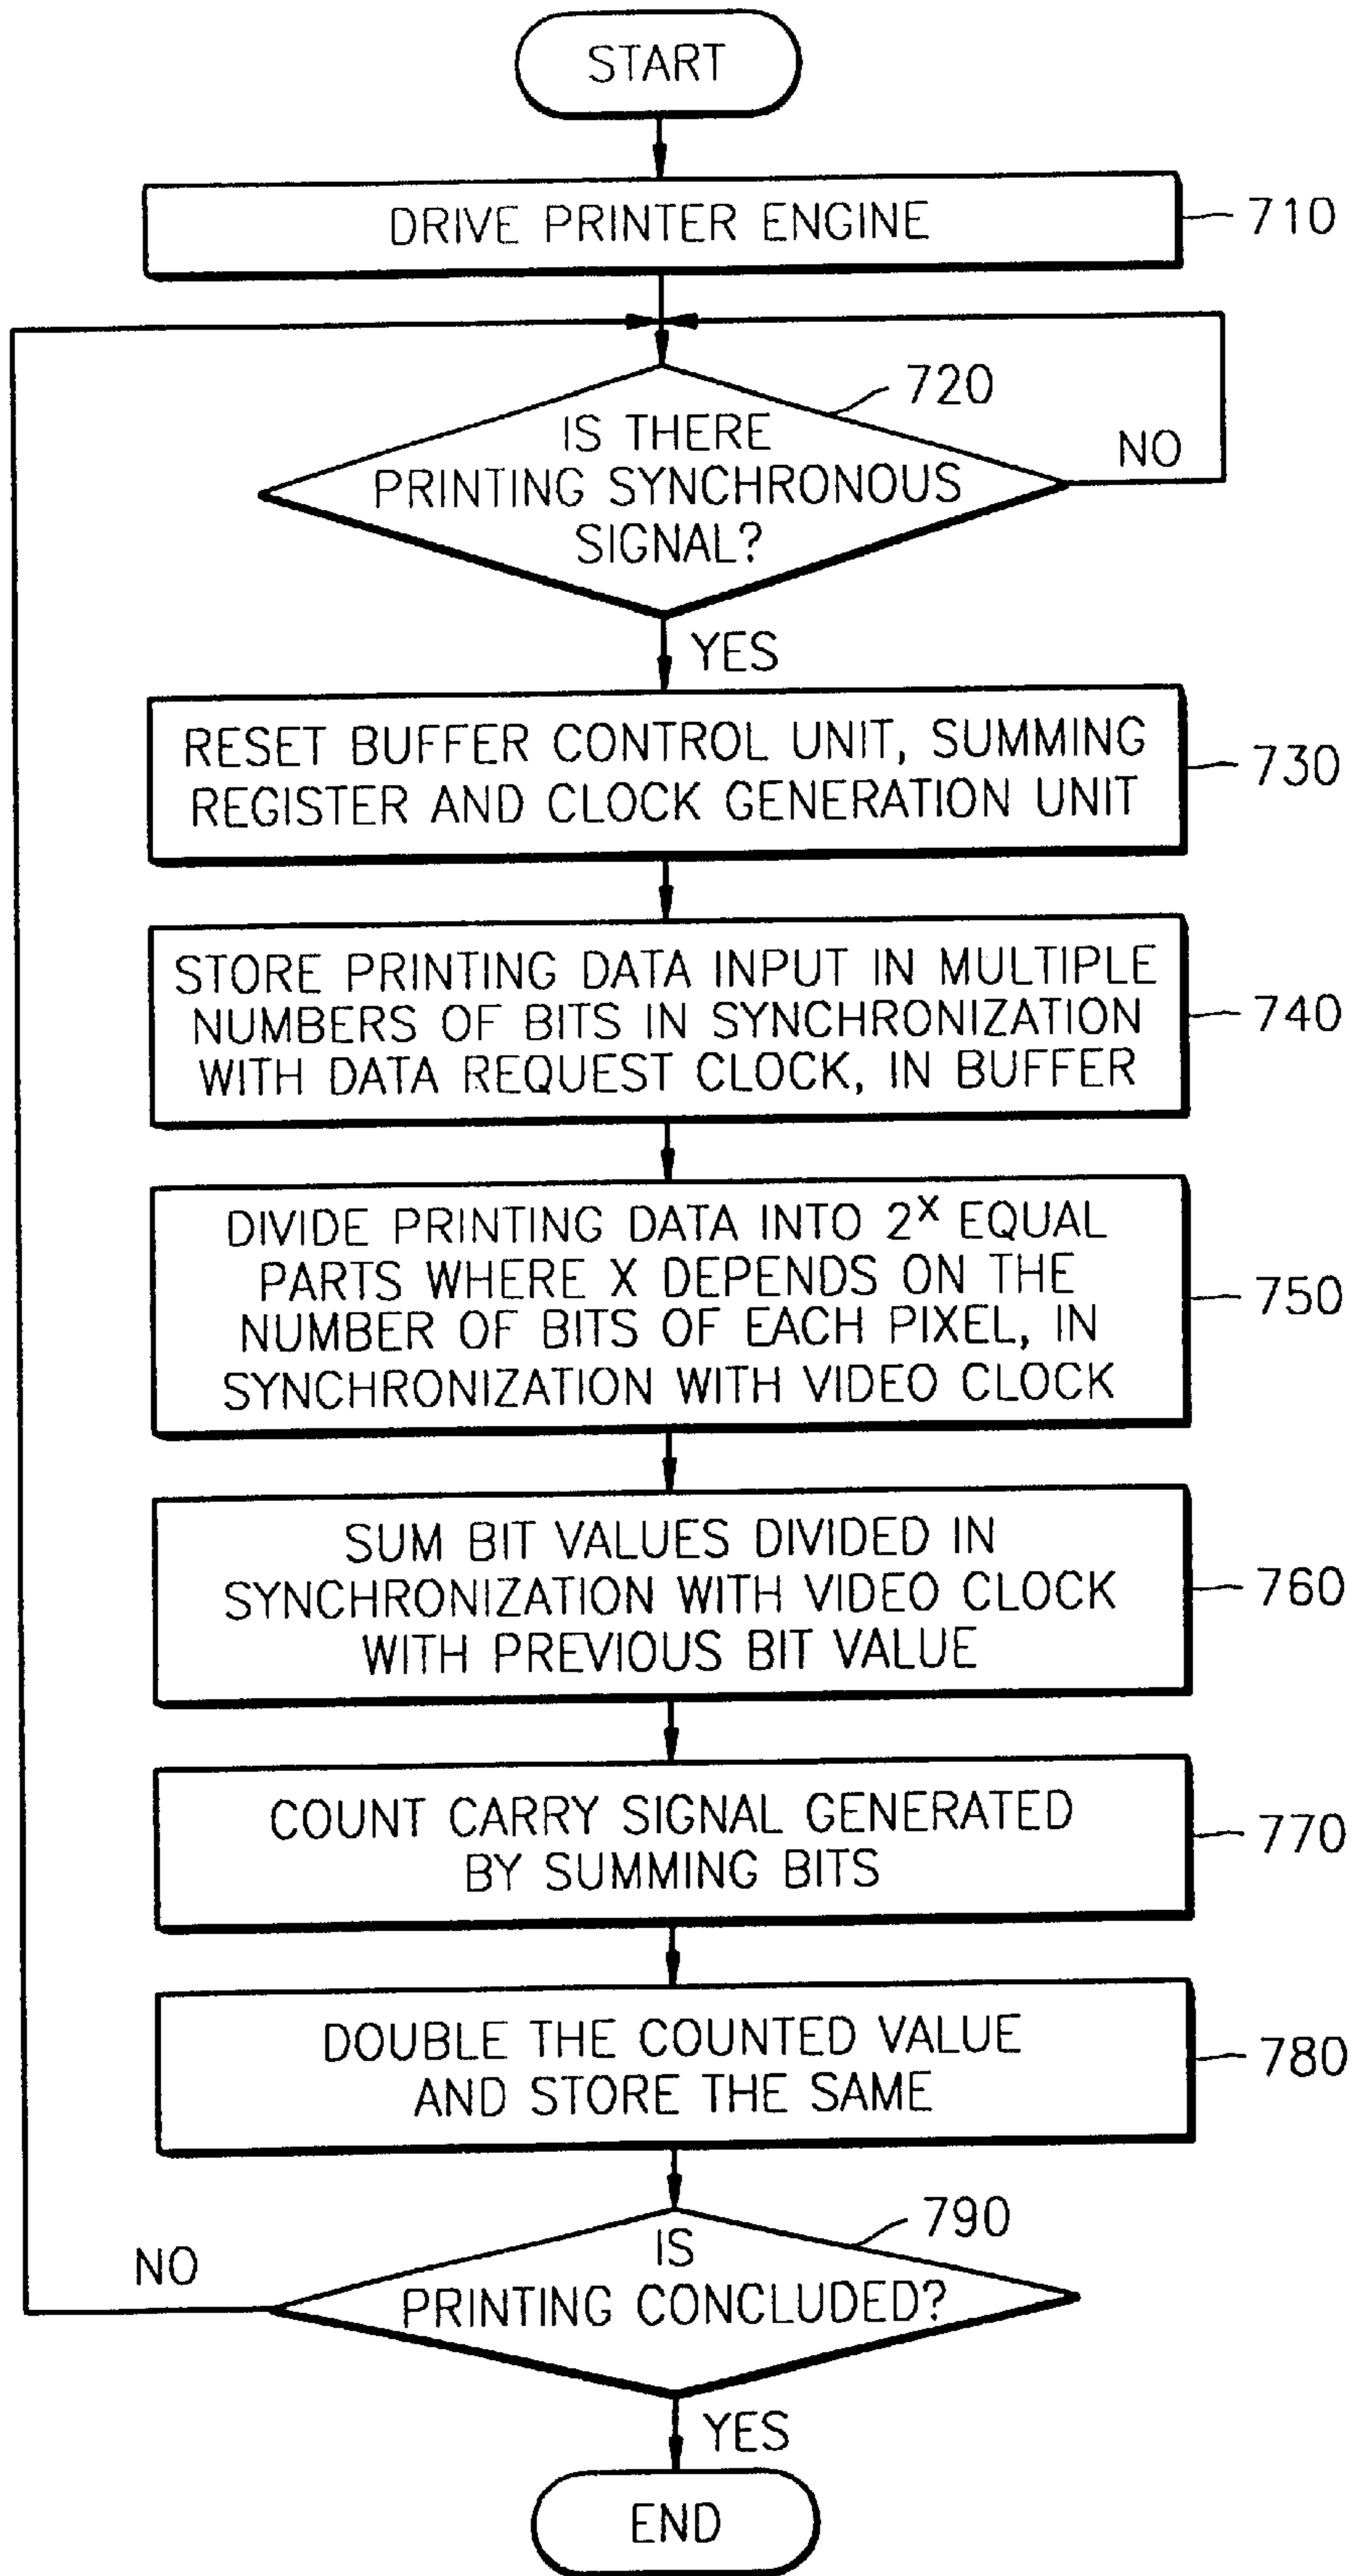 START
DRIVE PRINTER ENGINE
710
720
IS THERE
PRINTING SYNCHRONOUS
SIGNAL?
NO
YES
RESET BUFFER CONTROL UNIT, SUMMING
REGISTER AND CLOCK GENERATION UNIT
730
STORE PRINTING DATA INPUT IN MULTIPLE
NUMBERS OF BITS IN SYNCHRONIZATION
WITH DATA REQUEST CLOCK, IN BUFFER
740
DIVIDE PRINTING DATA INTO 2ˣ EQUAL
PARTS WHERE X DEPENDS ON THE
NUMBER OF BITS OF EACH PIXEL, IN
SYNCHRONIZATION WITH VIDEO CLOCK
750
SUM BIT VALUES DIVIDED IN
SYNCHRONIZATION WITH VIDEO CLOCK
WITH PREVIOUS BIT VALUE
760
COUNT CARRY SIGNAL GENERATED
BY SUMMING BITS
770
DOUBLE THE COUNTED VALUE
AND STORE THE SAME
780
790
IS
PRINTING CONCLUDED?
NO
YES
END